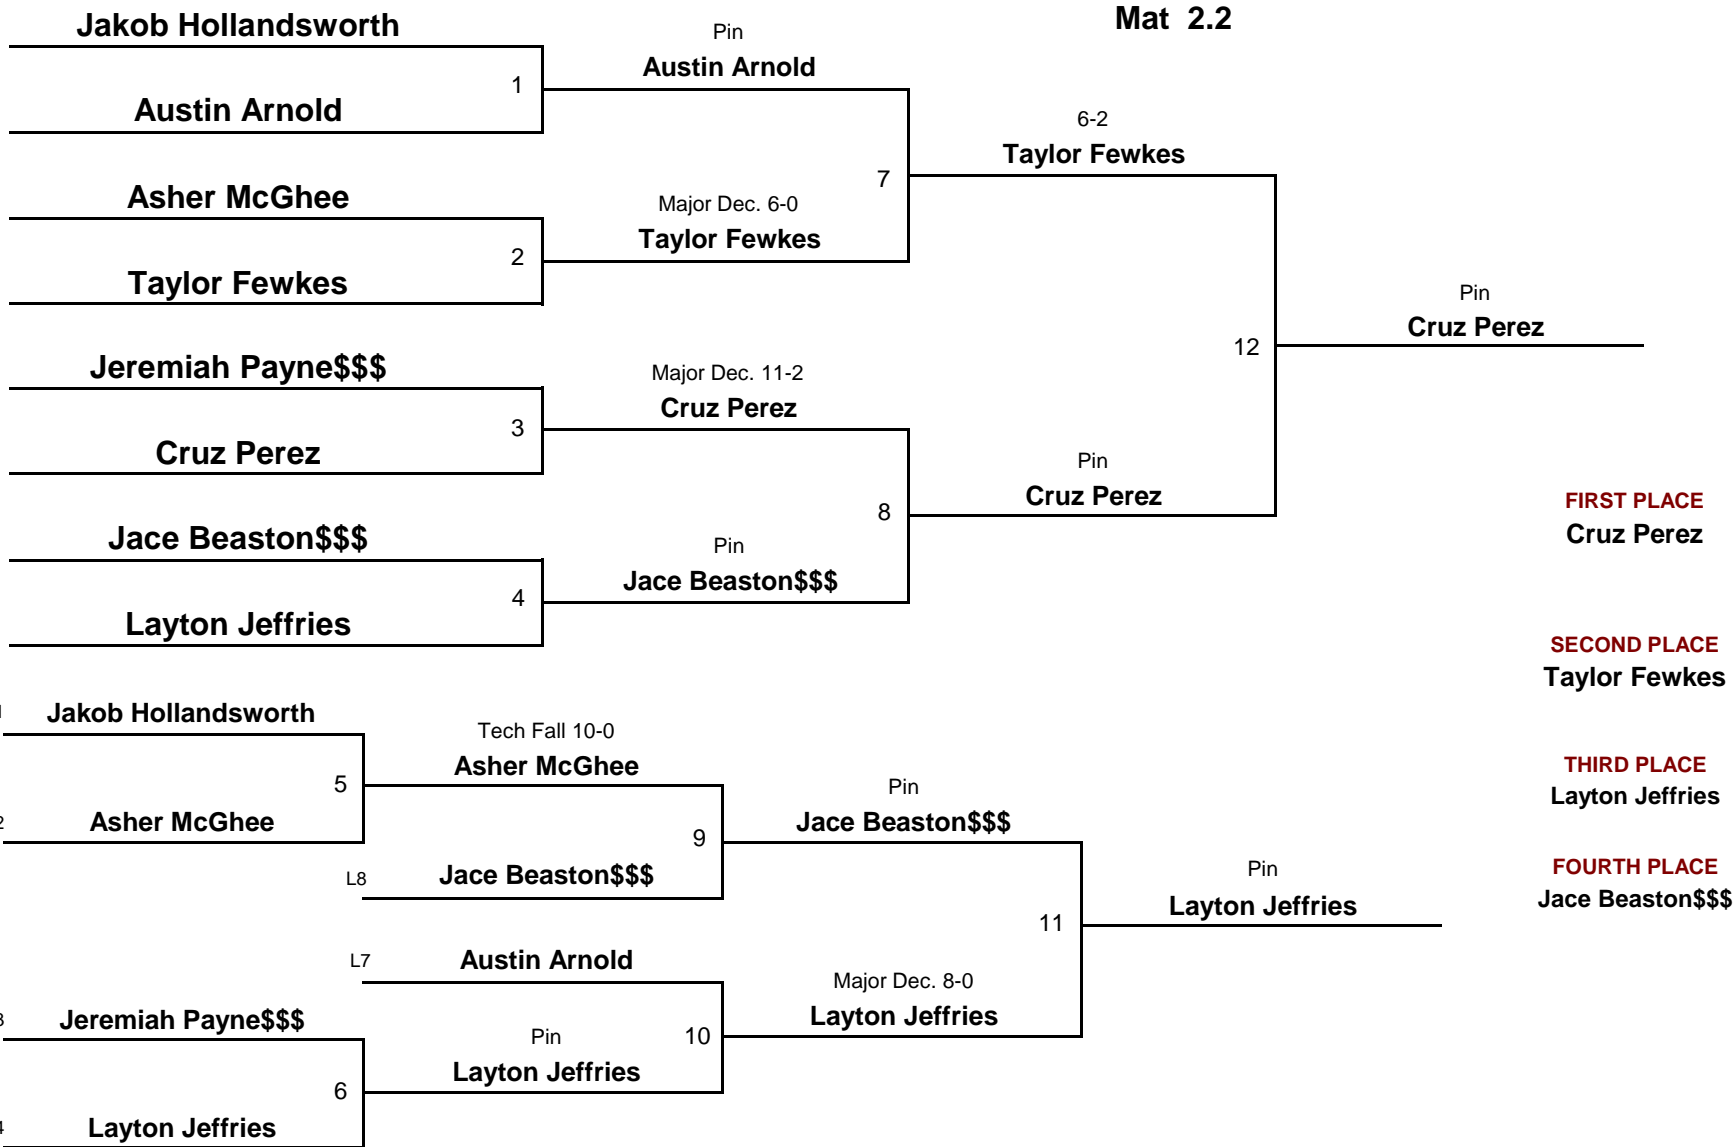 Mat 2.2
Jakob Hollandsworth
Pin
Austin Arnold
1
Austin Arnold
6-2
Taylor Fewkes
7
Asher McGhee
Major Dec. 6-0
Taylor Fewkes
2
Taylor Fewkes
Pin
Cruz Perez
12
Jeremiah Payne$$$
Major Dec. 11-2
Cruz Perez
3
Cruz Perez
Pin
Cruz Perez
8
FIRST PLACE
Cruz Perez
Jace Beaston$$$
Pin
Jace Beaston$$$
4
Layton Jeffries
SECOND PLACE
Taylor Fewkes
Jakob Hollandsworth
Tech Fall 10-0
Asher McGhee
5
2
Asher McGhee
THIRD PLACE
Layton Jeffries
Pin
Jace Beaston$$$
9
L8
Jace Beaston$$$
FOURTH PLACE
Jace Beaston$$$
Pin
Layton Jeffries
11
L7
Austin Arnold
Major Dec. 8-0
Layton Jeffries
10
3
Jeremiah Payne$$$
Pin
Layton Jeffries
6
4
Layton Jeffries